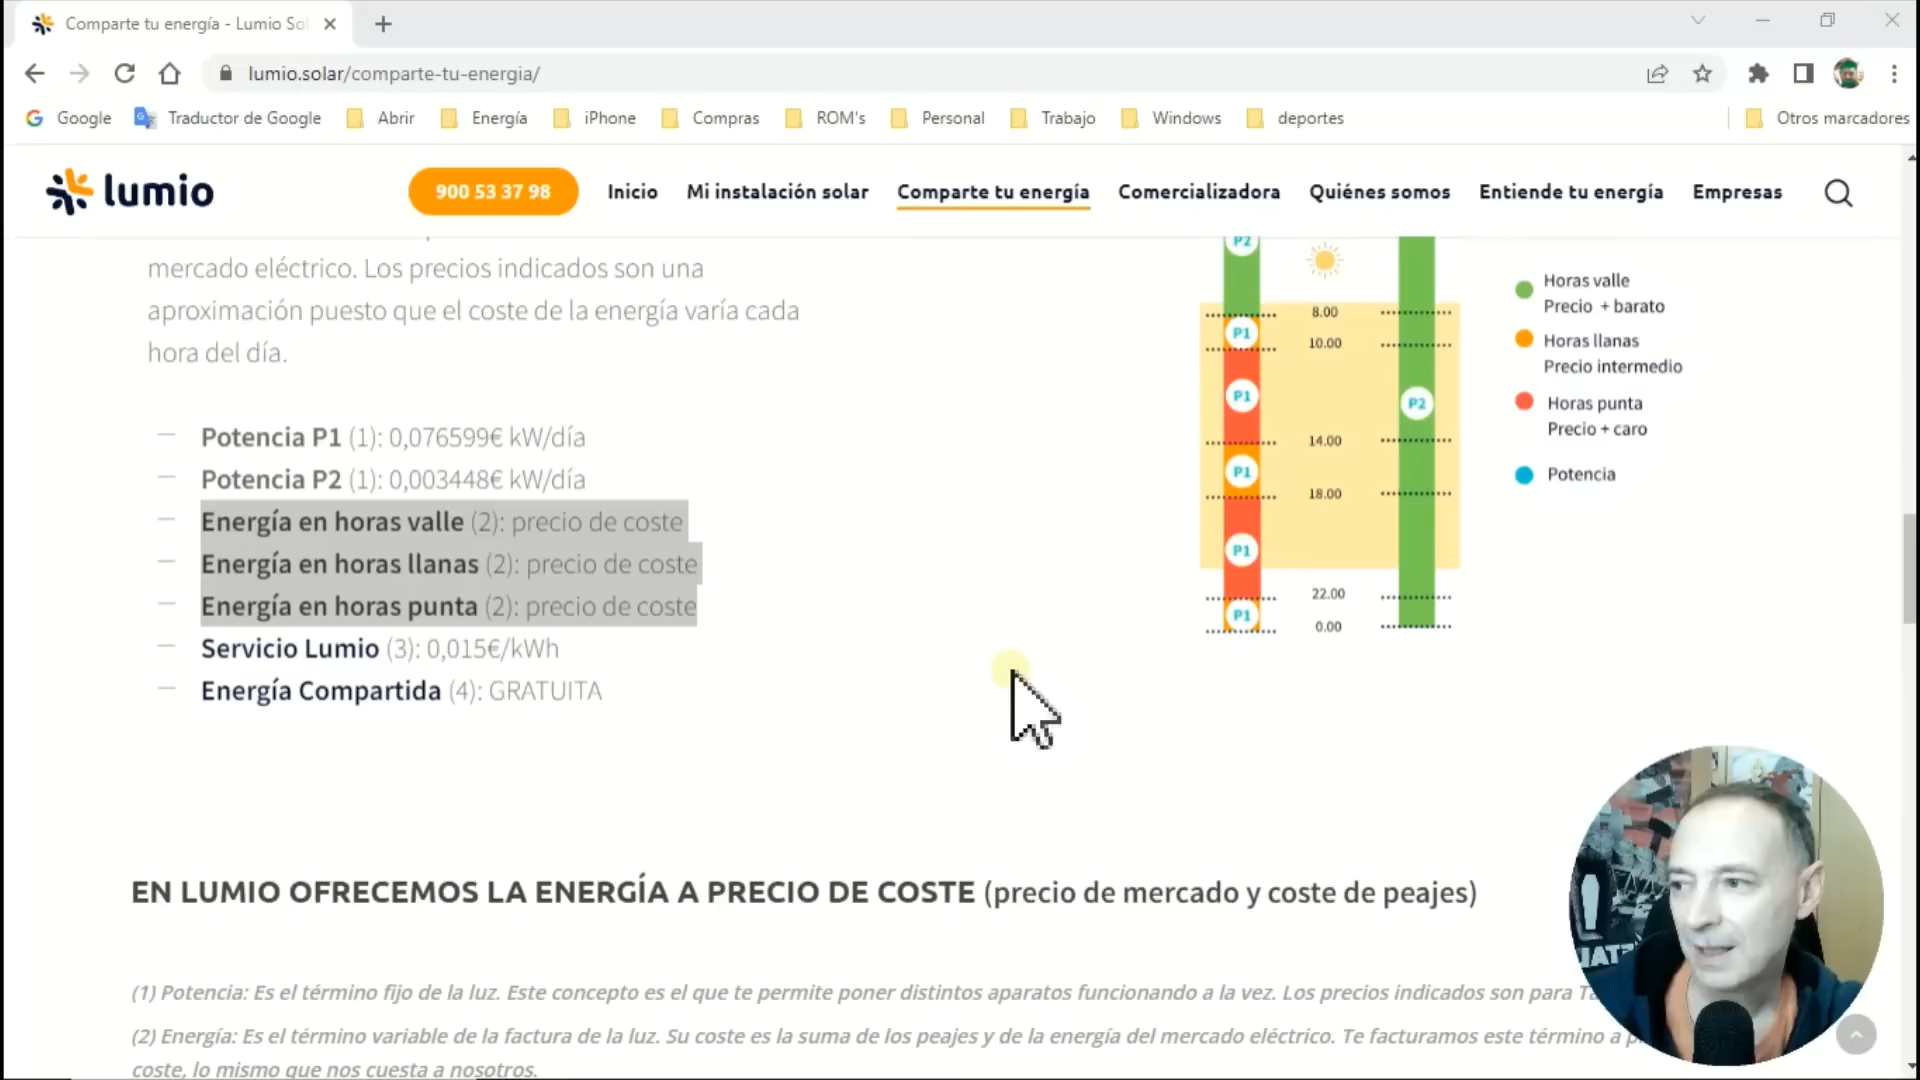 Comparte tu energía - Lumio So
lumio.solar/comparte-tu-energia/
Google
Traductor de Google
Abrir
Energía
iPhone
Compras
ROM's
Personal
Trabajo
Windows
deportes
Otros marcadores
lumio
900 53 37 98
Inicio
Mi instalación solar
Comparte tu energía
Comercializadora
Quiénes somos
Entiende tu energía
Empresas
mercado eléctrico. Los precios indicados son una
aproximación puesto que el coste de la energía varía cada
hora del día.
— Potencia P1 (1): 0,076599€ kW/día
— Potencia P2 (1): 0,003448€ kW/día
— Energía en horas valle (2): precio de coste
— Energía en horas llanas (2): precio de coste
— Energía en horas punta (2): precio de coste
— Servicio Lumio (3): 0,015€/kWh
— Energía Compartida (4): GRATUITA
P2
8.00
P1
10.00
P1
P2
14.00
P1
18.00
P1
22.00
P1
0.00
Horas valle
Precio + barato
Horas llanas
Precio intermedio
Horas punta
Precio + caro
Potencia
EN LUMIO OFRECEMOS LA ENERGÍA A PRECIO DE COSTE (precio de mercado y coste de peajes)
(1) Potencia: Es el término fijo de la luz. Este concepto es el que te permite poner distintos aparatos funcionando a la vez. Los precios indicados son para
(2) Energía: Es el término variable de la factura de la luz. Su coste es la suma de los peajes y de la energía del mercado eléctrico. Te facturamos este término a
coste, lo mismo que nos cuesta a nosotros.